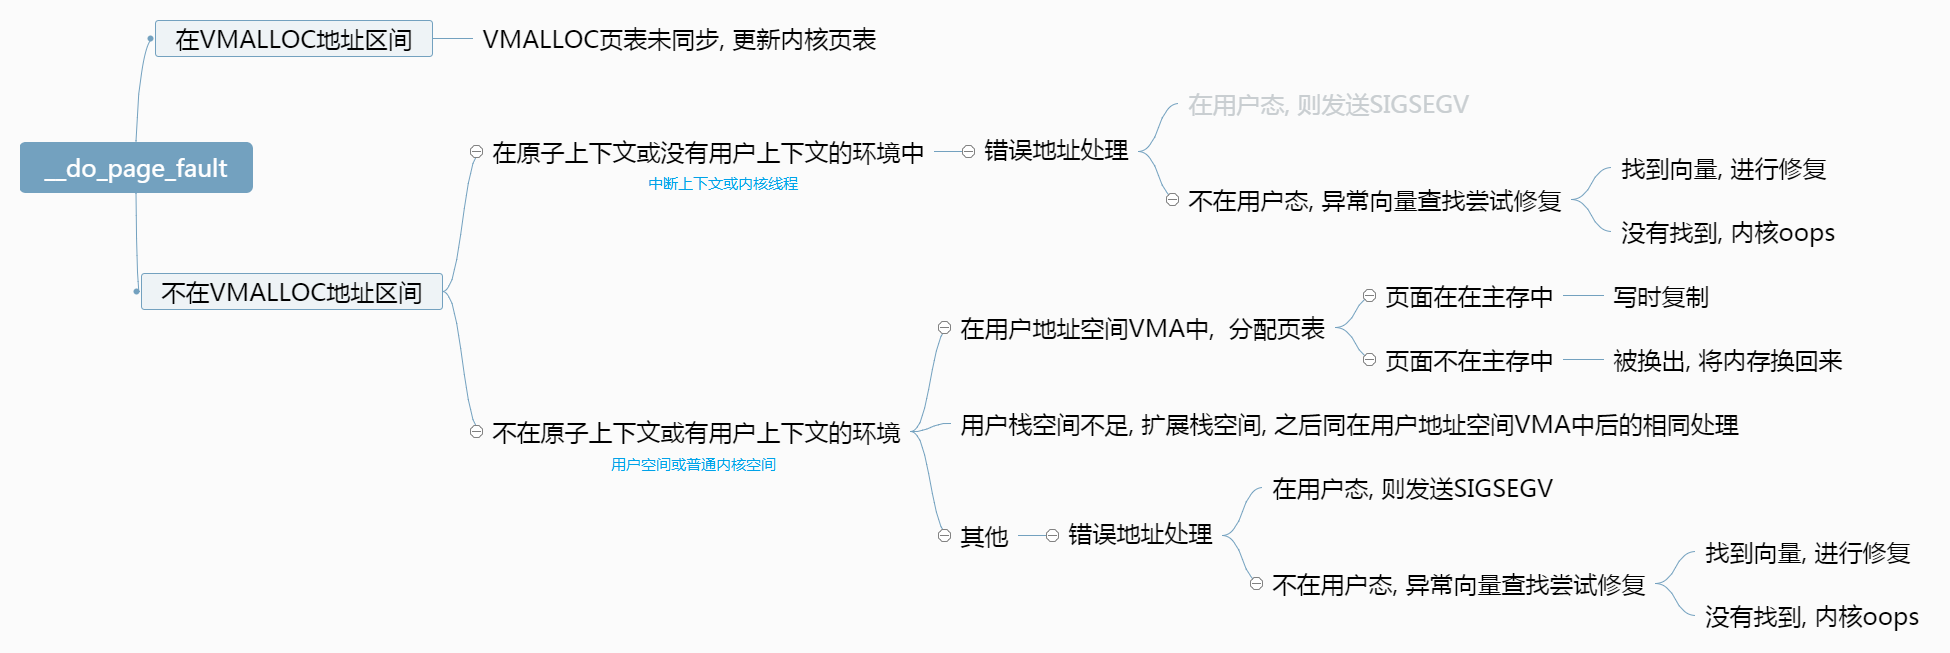 在VMALLOC地址区间
VMALLOC页表未同步, 更新内核页表
__do_page_fault
不在VMALLOC地址区间
在原子上下文或没有用户上下文的环境中
中断上下文或内核线程
错误地址处理
在用户态, 则发送SIGSEGV
不在用户态, 异常向量查找尝试修复
找到向量, 进行修复
没有找到, 内核oops
不在原子上下文或有用户上下文的环境
用户空间或普通内核空间
在用户地址空间VMA中, 分配页表
页面在在主存中
写时复制
页面不在主存中
被换出, 将内存换回来
用户栈空间不足, 扩展栈空间, 之后同在用户地址空间VMA中后的相同处理
其他
错误地址处理
在用户态, 则发送SIGSEGV
不在用户态, 异常向量查找尝试修复
找到向量, 进行修复
没有找到, 内核oops